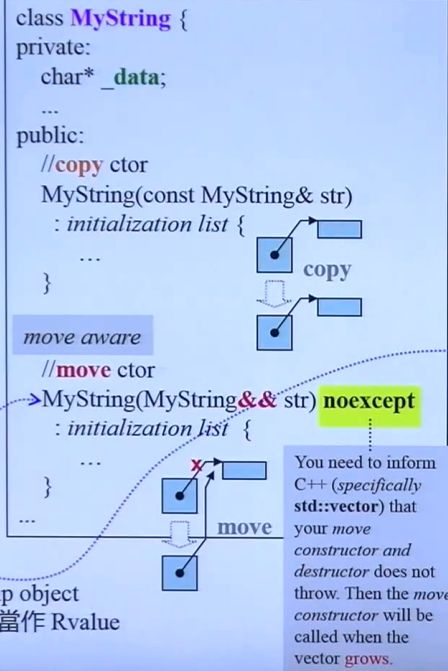 class MyString {
private:
char* _data;
...
public:
//copy ctor
MyString(const MyString& str)
: initialization list {
...
}
copy
move aware
//move ctor
MyString(MyString&& str) noexcept
: initialization list {
...
}
...
x
move
You need to inform
C++ (specifically
std::vector) that
your move
constructor and
destructor does not
throw. Then the move
constructor will be
called when the
vector grows.
p object
當作 Rvalue